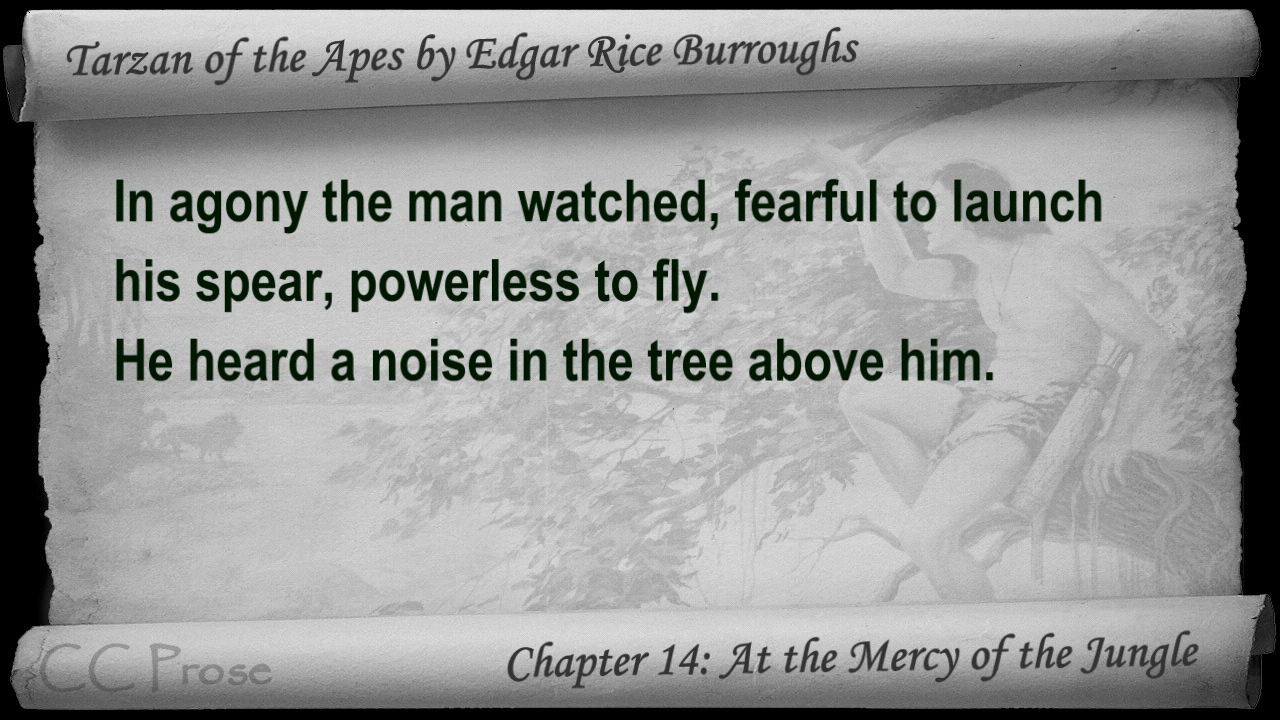 Tarzan of the Apes by Edgar Rice Burroughs
In agony the man watched, fearful to launch
his spear, powerless to fly.
He heard a noise in the tree above him.
CC Prose
Chapter 14: At the Mercy of the Jungle